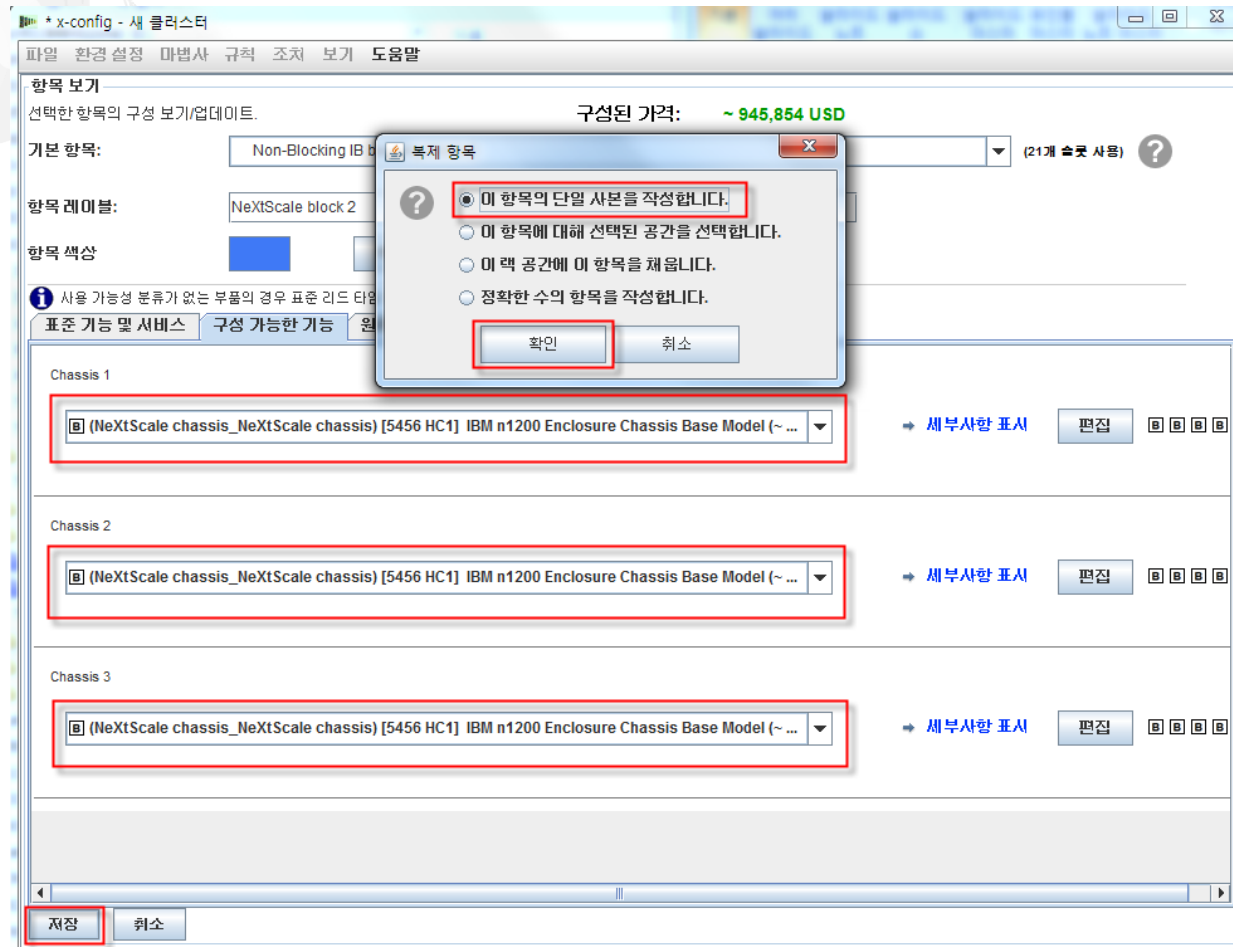 * x-config - 새 클러스터
파일 환경 설정 마법사 규칙 조치 보기 도움말
항목 보기
선택한 항목의 구성 보기/업데이트.
구성된 가격: ~ 945,854 USD
기본 항목: Non-Blocking IB b (21개 슬롯 사용)
항목 레이블: NeXtScale block 2
항목 색상
사용 가능성 분류가 없는 부품의 경우 표준 리드 타임
표준 기능 및 서비스 구성 가능한 기능 원
복제 항목
이 항목의 단일 사본을 작성합니다.
이 항목에 대해 선택된 공간을 선택합니다.
이 랙 공간에 이 항목을 채웁니다.
정확한 수의 항목을 작성합니다.
확인 취소
Chassis 1
B (NeXtScale chassis_NeXtScale chassis) [5456 HC1] IBM n1200 Enclosure Chassis Base Model (~ ... 세부사항 표시 편집 B B B B
Chassis 2
B (NeXtScale chassis_NeXtScale chassis) [5456 HC1] IBM n1200 Enclosure Chassis Base Model (~ ... 세부사항 표시 편집 B B B B
Chassis 3
B (NeXtScale chassis_NeXtScale chassis) [5456 HC1] IBM n1200 Enclosure Chassis Base Model (~ ... 세부사항 표시 편집 B B B B
저장 취소